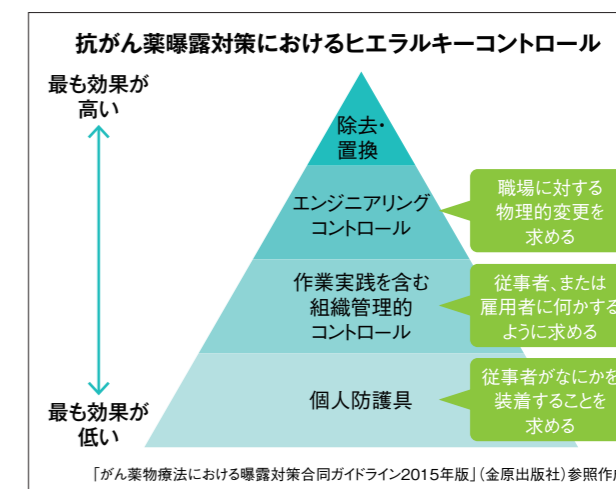 抗がん薬曝露対策におけるヒエラルキーコントロール
最も効果が
高い
除去・
置換
エンジニアリング
コントロール
職場に対する
物理的変更を
求める
作業実践を含む
組織管理的
コントロール
従事者、または
雇用者に何かする
ように求める
個人防護具
従事者がなにかを
装着することを
求める
最も効果が
低い
「がん薬物療法における曝露対策合同ガイドライン2015年版」(金原出版社)参照作成